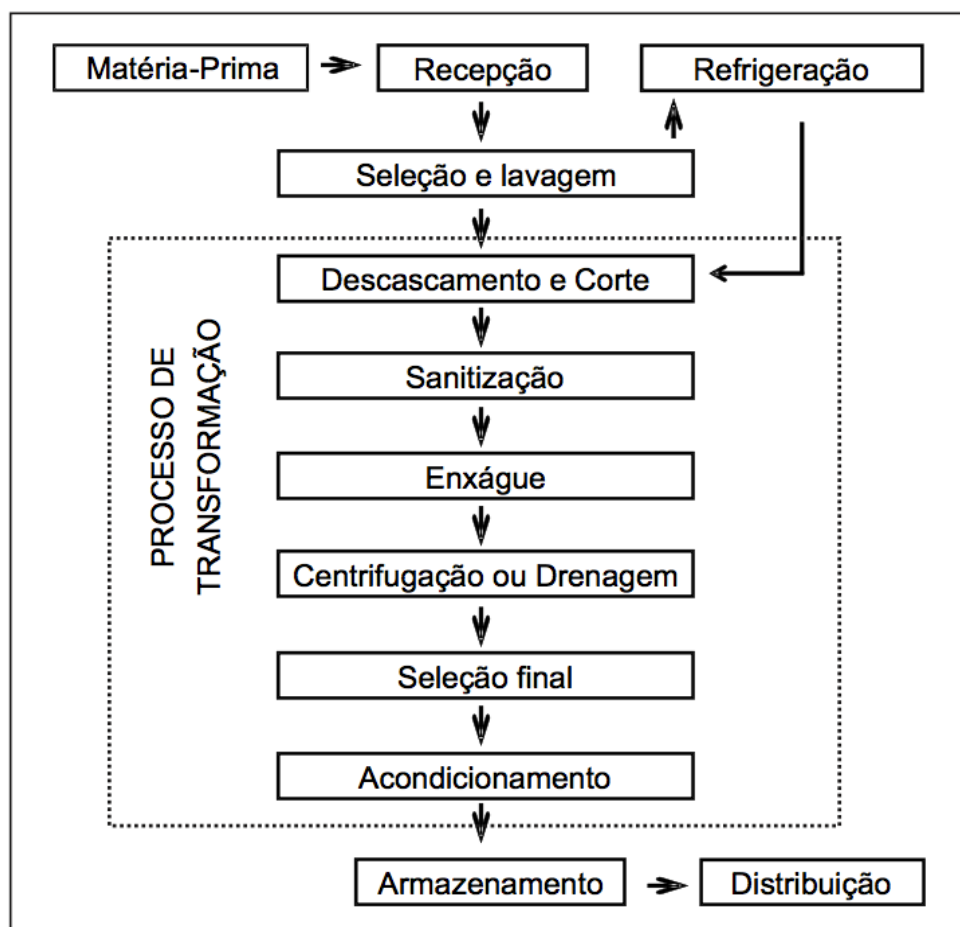 Matéria-Prima
Recepção
Refrigeração
Seleção e lavagem
PROCESSO DE
TRANSFORMAÇÃO
Descascamento e Corte
Sanitização
Enxágue
Centrifugação ou Drenagem
Seleção final
Acondicionamento
Armazenamento
Distribuição